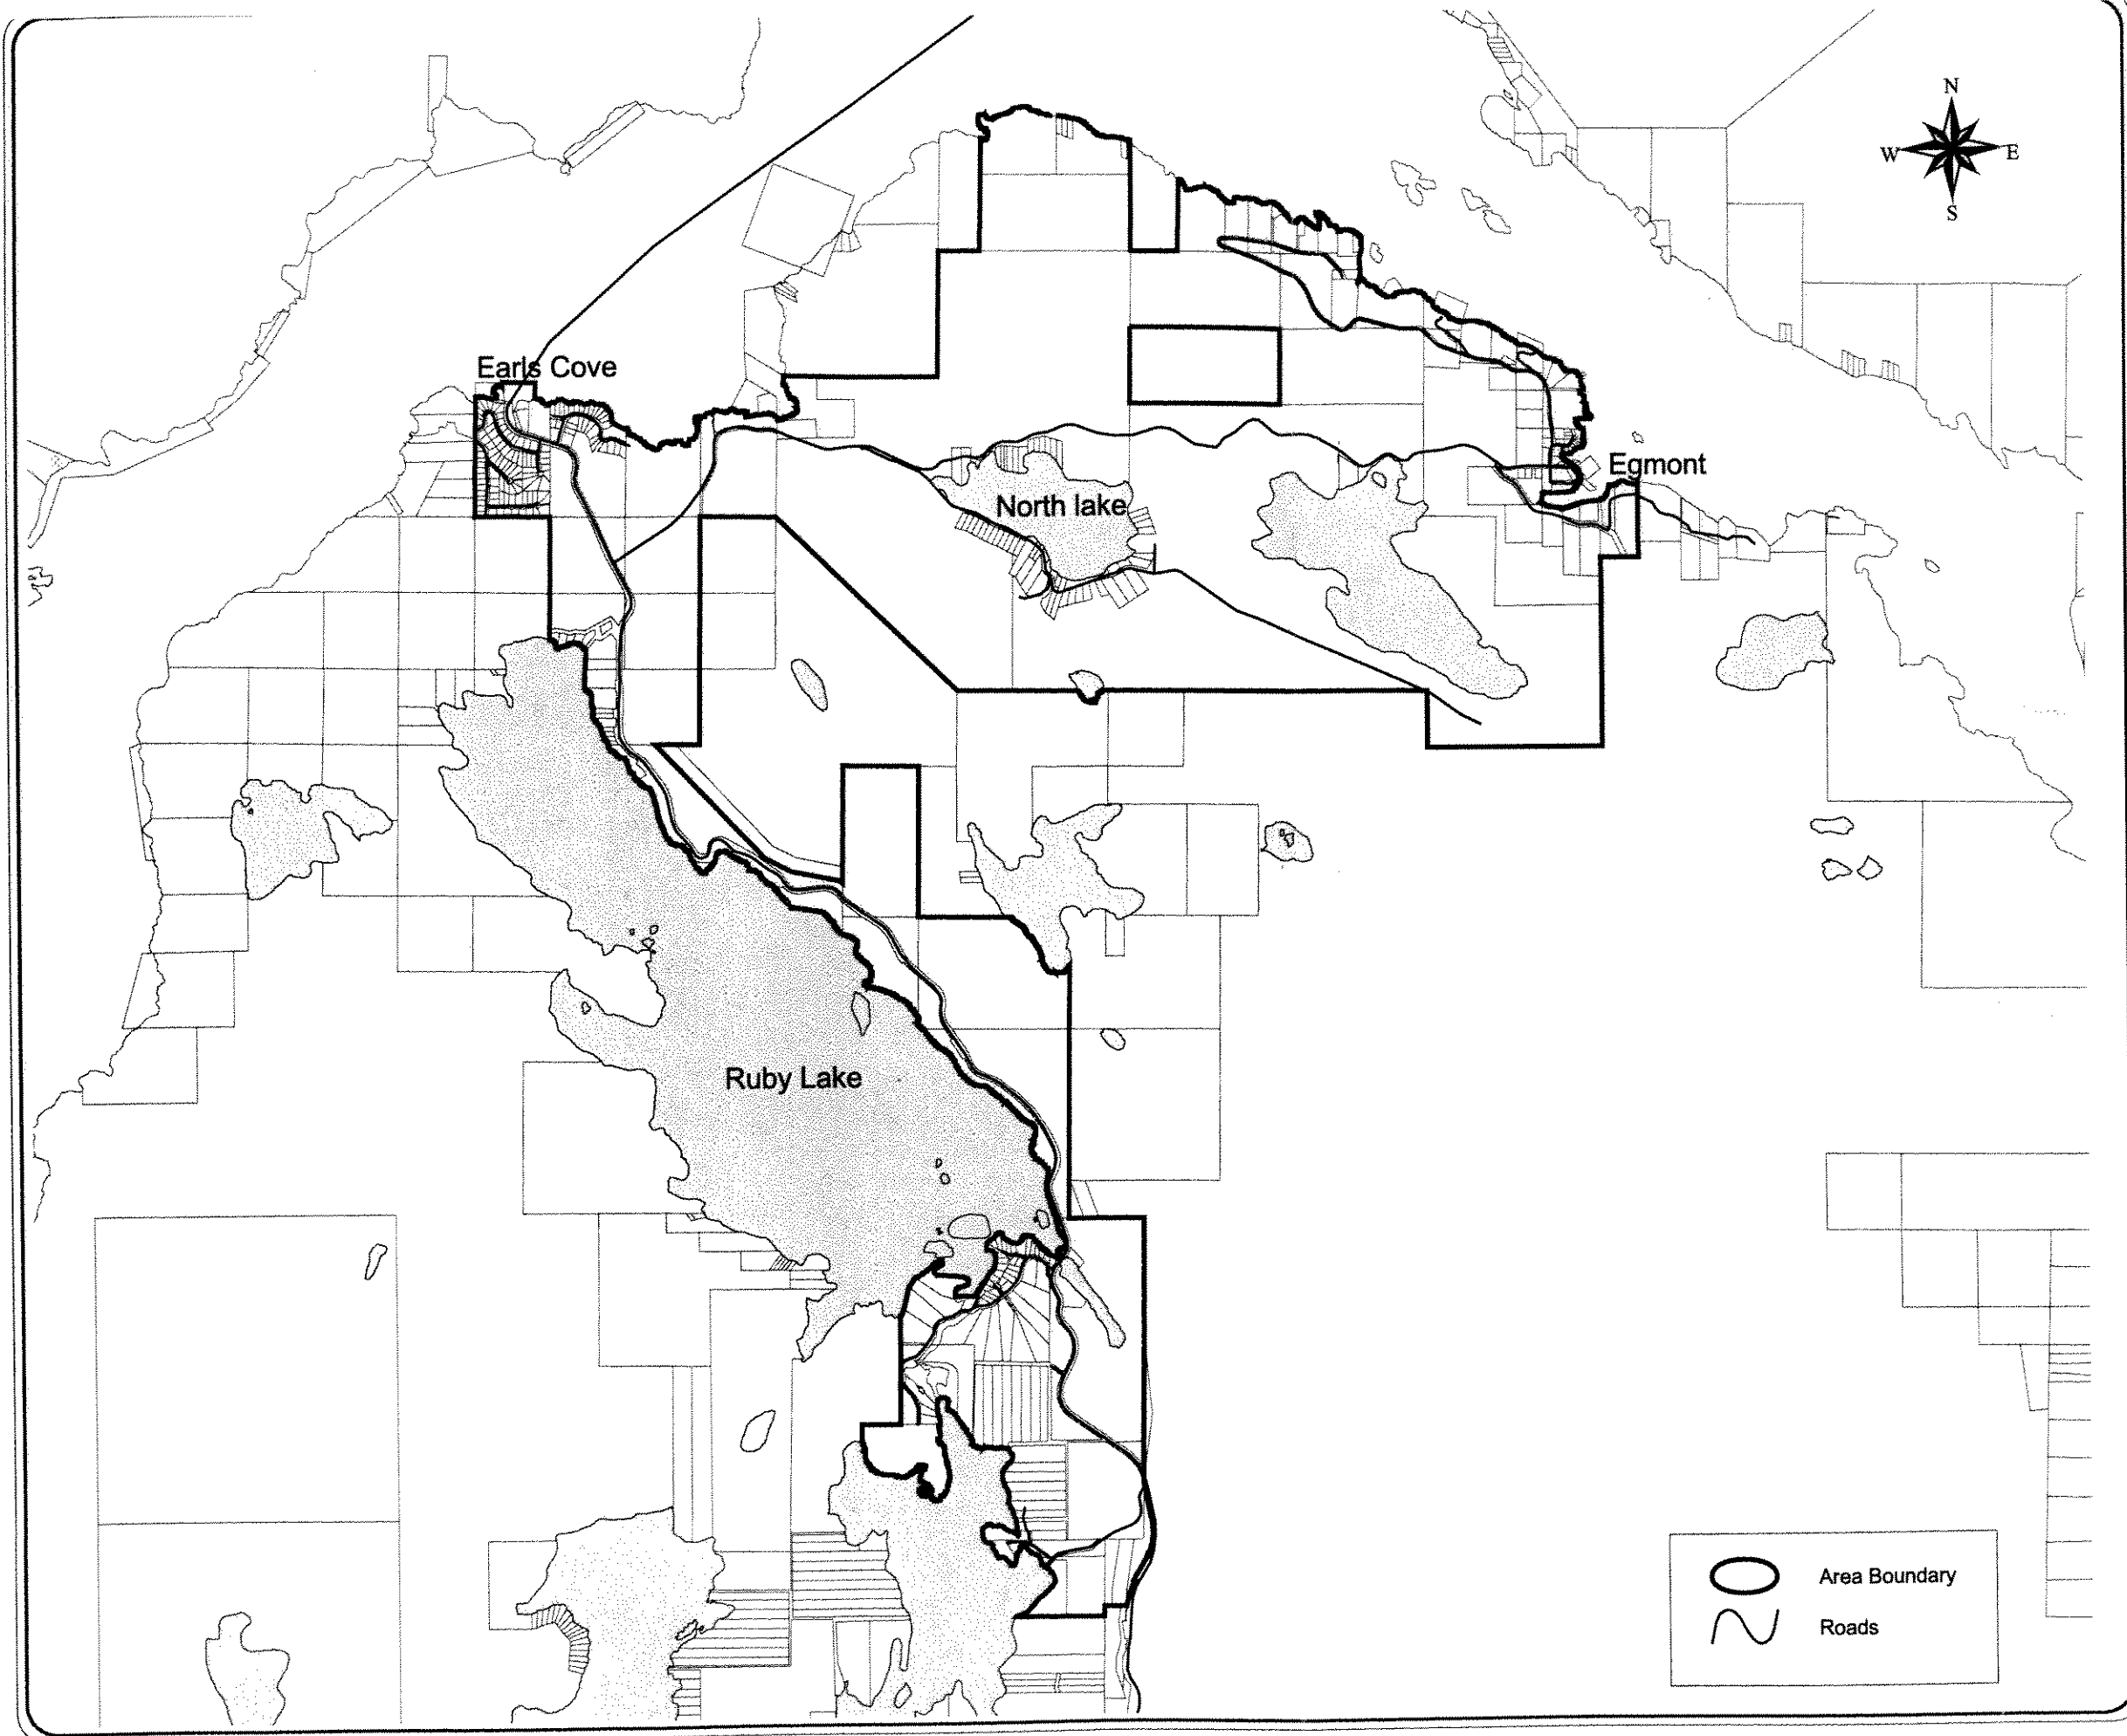 N
W E
S
Earls Cove
Egmont
North lake
Ruby Lake
Area Boundary
Roads